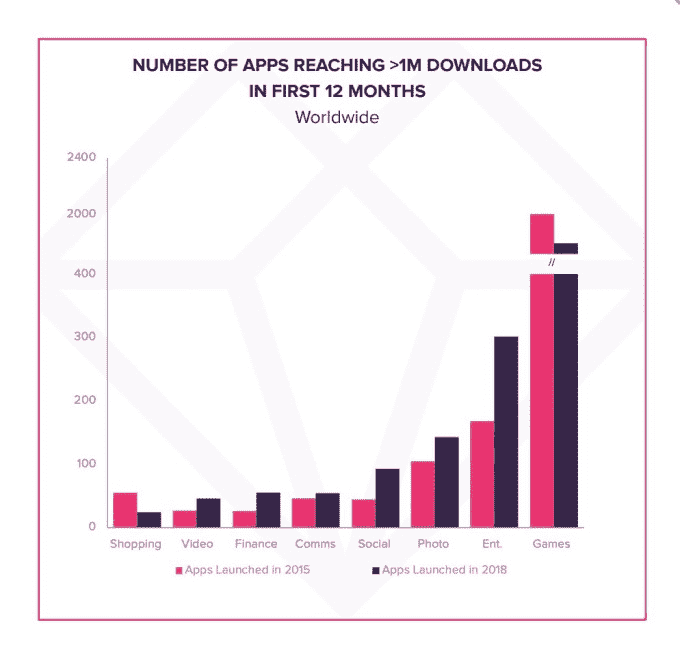 NUMBER OF APPS REACHING >1M DOWNLOADS
IN FIRST 12 MONTHS
Worldwide
2400
2000
//
400
300
200
100
0
Shopping Video Finance Comms Social Photo Ent. Games
Apps Launched in 2015 Apps Launched in 2018